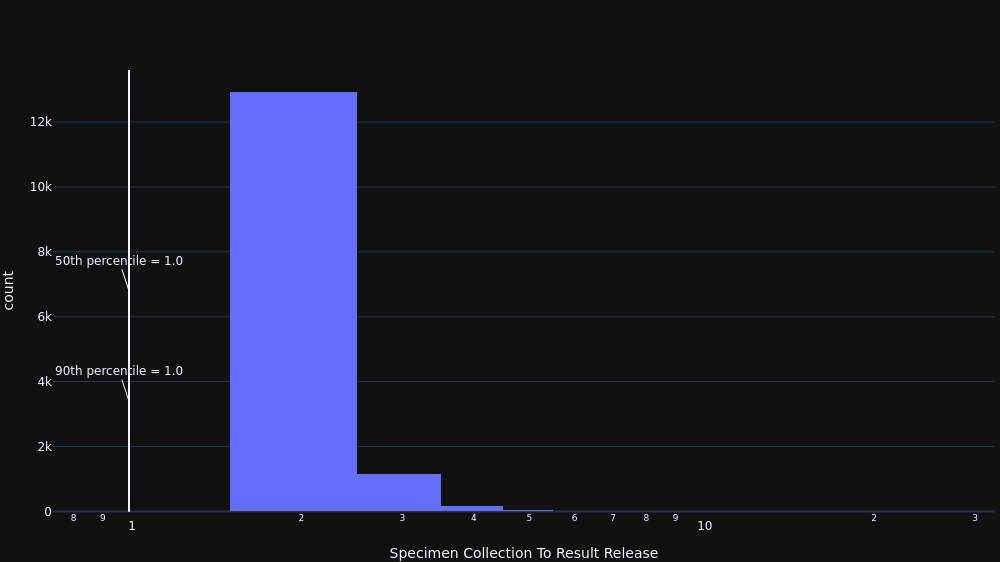 12k
10k
8k
50th percentile = 1.0
count
6k
90th percentile = 1.0
4k
2k
0
8 9 1 2 3 4 5 6 7 8 9 10 2 3
Specimen Collection To Result Release